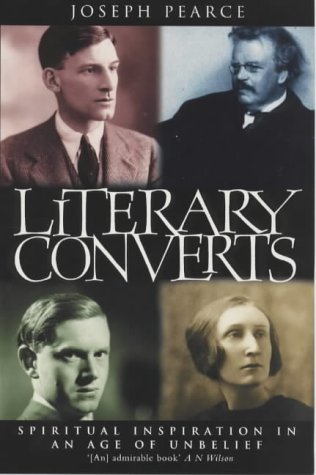 JOSEPH PEARCE
LITERARY
CONVERTS
SPIRITUAL INSPIRATION IN
AN AGE OF UNBELIEF
'[An] admirable book' A N Wilson